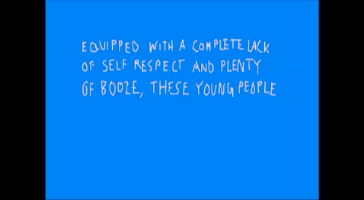 EQUIPPED WITH A COMPLETE LACK
OF SELF RESPECT AND PLENTY
OF BOOZE, THESE YOUNG PEOPLE